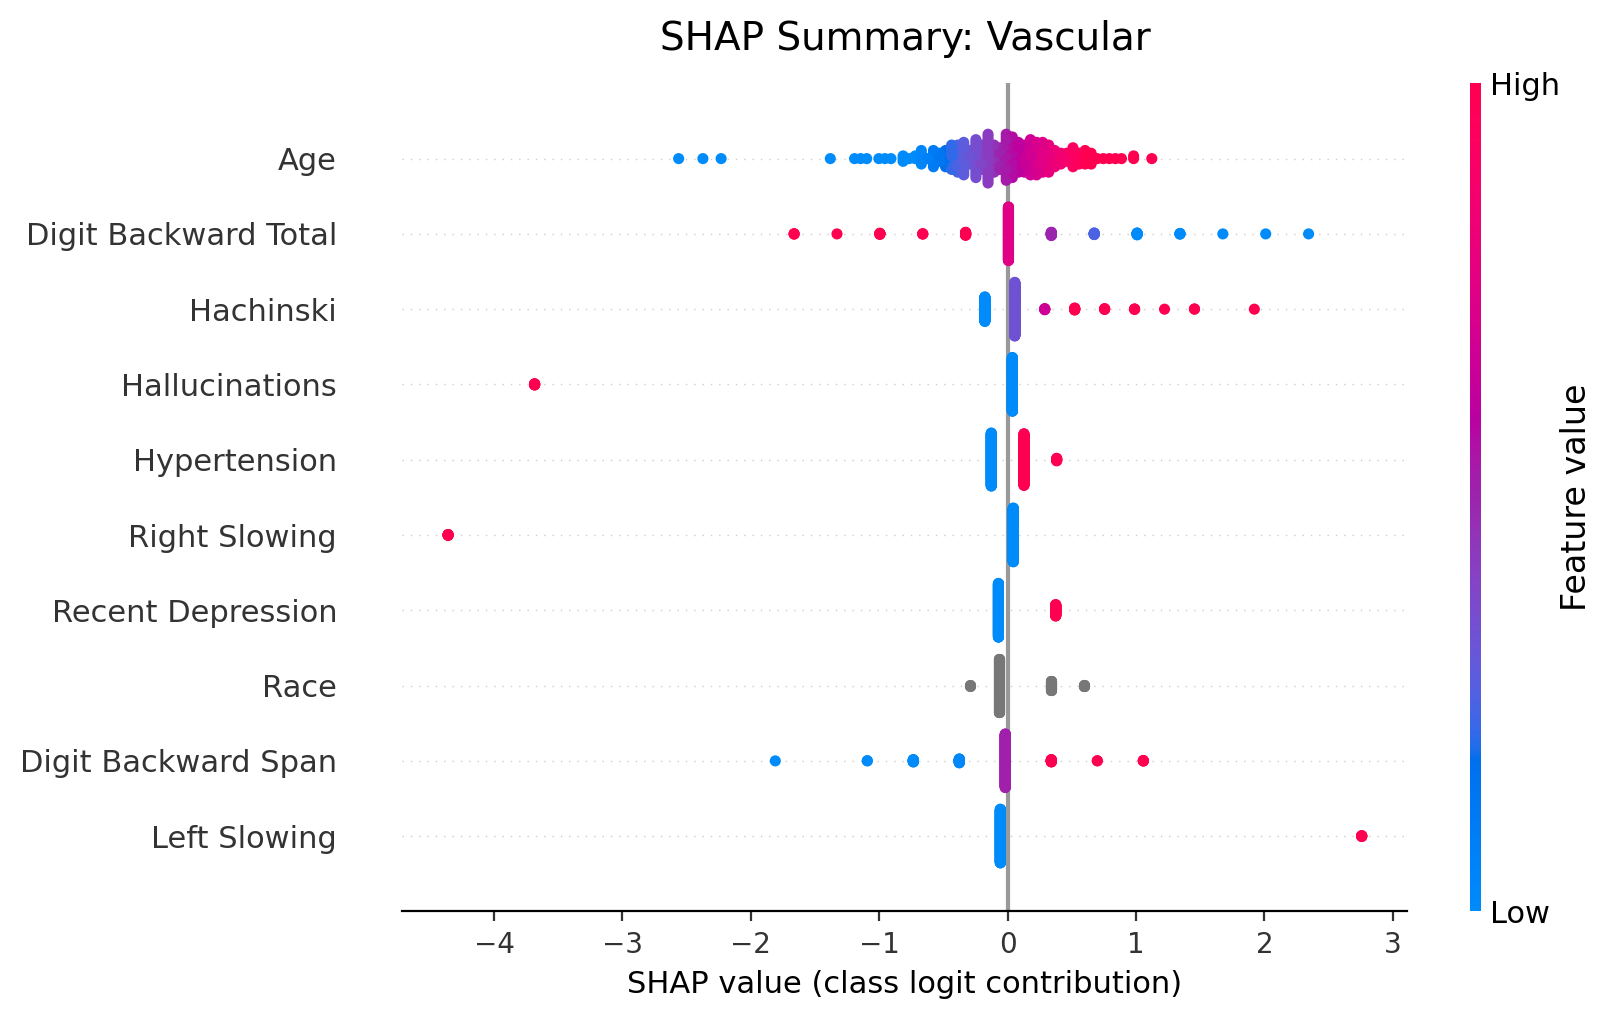 SHAP Summary: Vascular
High
Age
Digit Backward Total
Hachinski
Hallucinations
Hypertension
Right Slowing
Recent Depression
Race
Digit Backward Span
Left Slowing
Feature value
Low
−4 −3 −2 −1 0 1 2 3
SHAP value (class logit contribution)